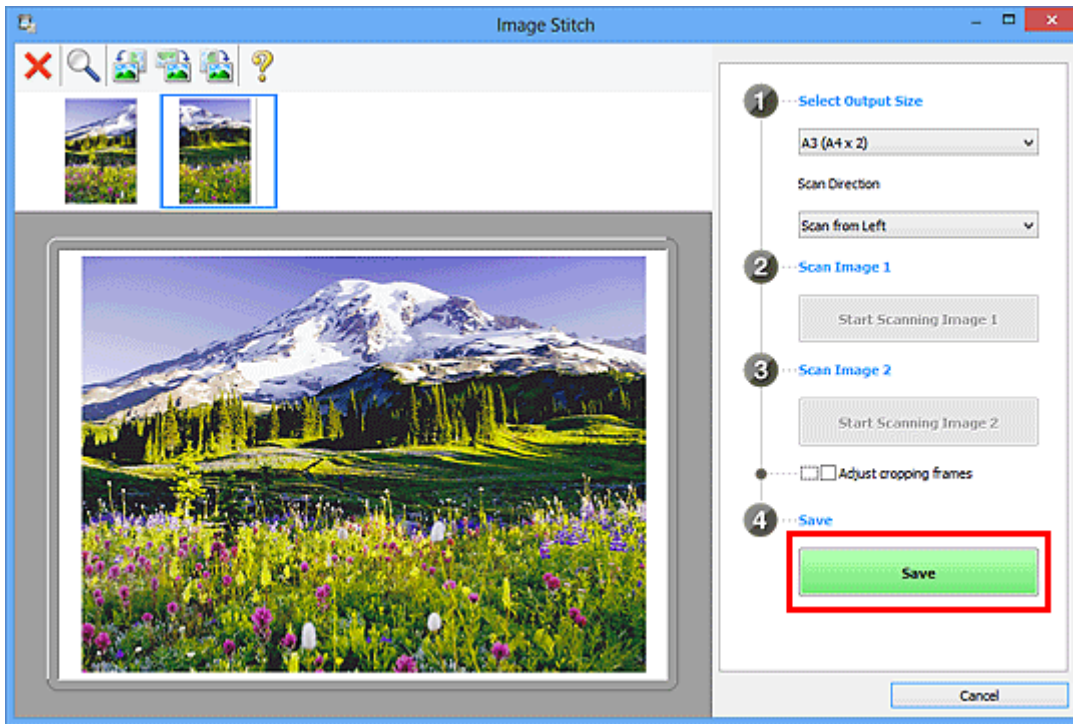 Image Stitch
1
Select Output Size
A3 (A4 x 2)
Scan Direction
Scan from Left
2
Scan Image 1
Start Scanning Image 1
3
Scan Image 2
Start Scanning Image 2
Adjust cropping frames
4
Save
Save
Cancel